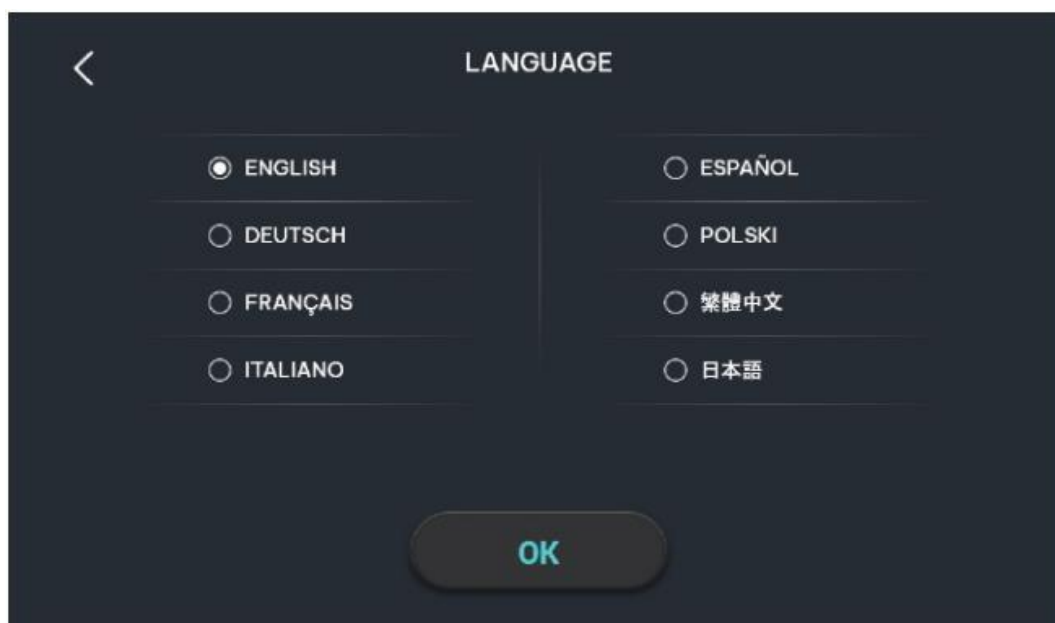 LANGUAGE
ENGLISH
DEUTSCH
FRANÇAIS
ITALIANO
ESPAÑOL
POLSKI
繁體中文
日本語
OK